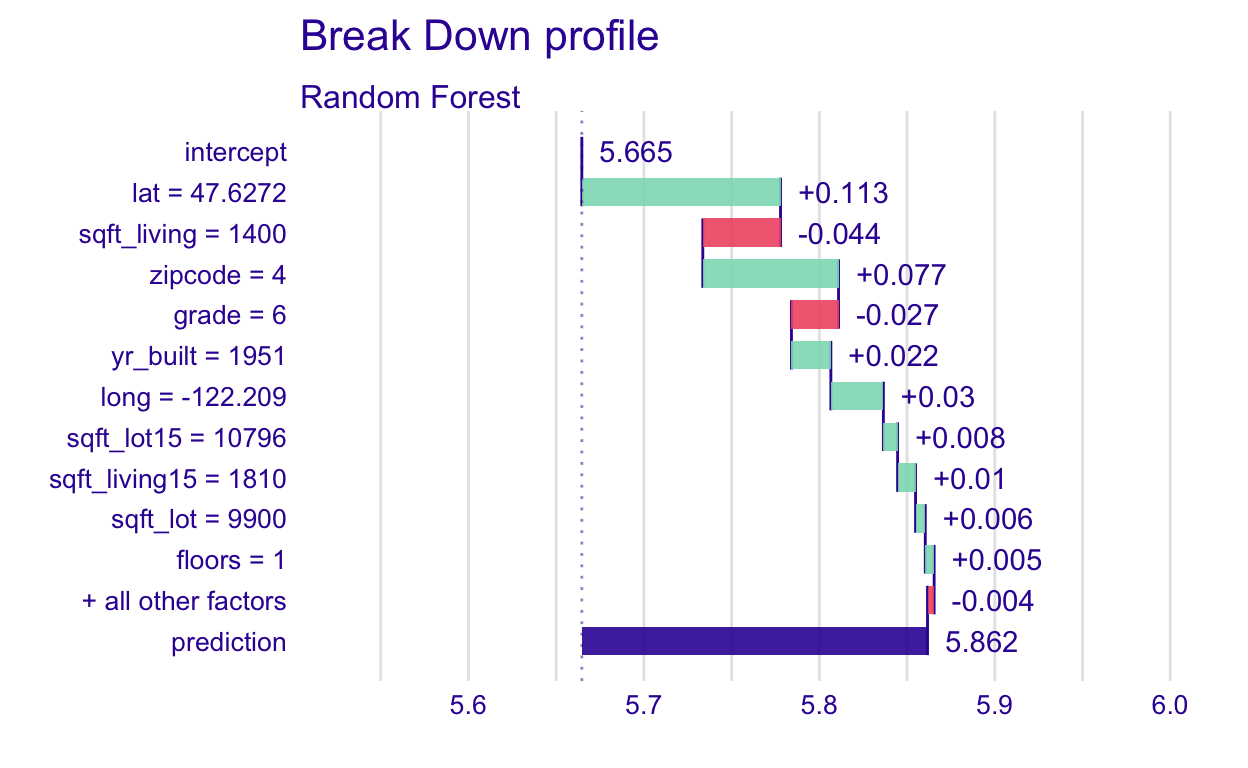 Break Down profile
Random Forest
intercept 5.665
lat = 47.6272 +0.113
sqft_living = 1400 -0.044
zipcode = 4 +0.077
grade = 6 -0.027
yr_built = 1951 +0.022
long = -122.209 +0.03
sqft_lot15 = 10796 +0.008
sqft_living15 = 1810 +0.01
sqft_lot = 9900 +0.006
floors = 1 +0.005
+ all other factors -0.004
prediction 5.862
5.6 5.7 5.8 5.9 6.0